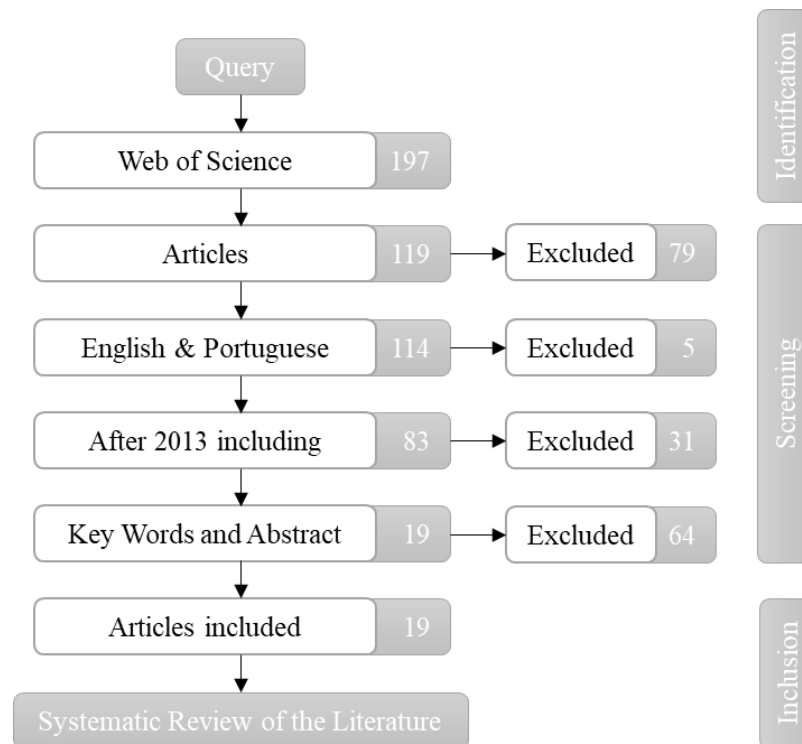 Query
Identification
Web of Science 197
Articles 119 Excluded 79
English & Portuguese 114 Excluded 5
Screening
After 2013 including 83 Excluded 31
Key Words and Abstract 19 Excluded 64
Articles included 19
Inclusion
Systematic Review of the Literature